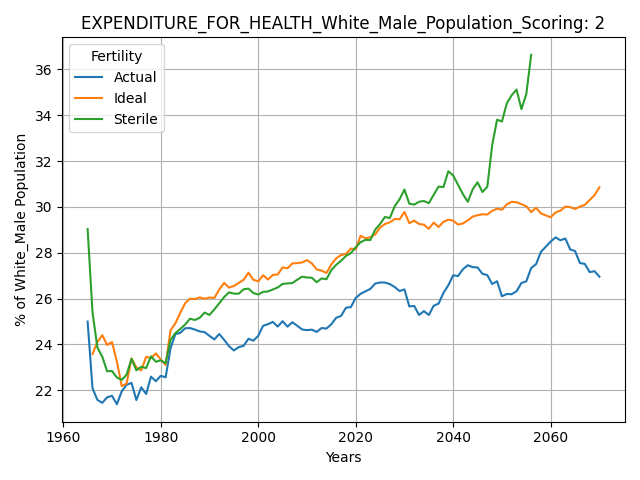 EXPENDITURE_FOR_HEALTH_White_Male_Population_Scoring: 2
Fertility
Actual
Ideal
Sterile
% of White_Male Population
36
34
32
30
28
26
24
22
1960
1980
2000
2020
2040
2060
Years